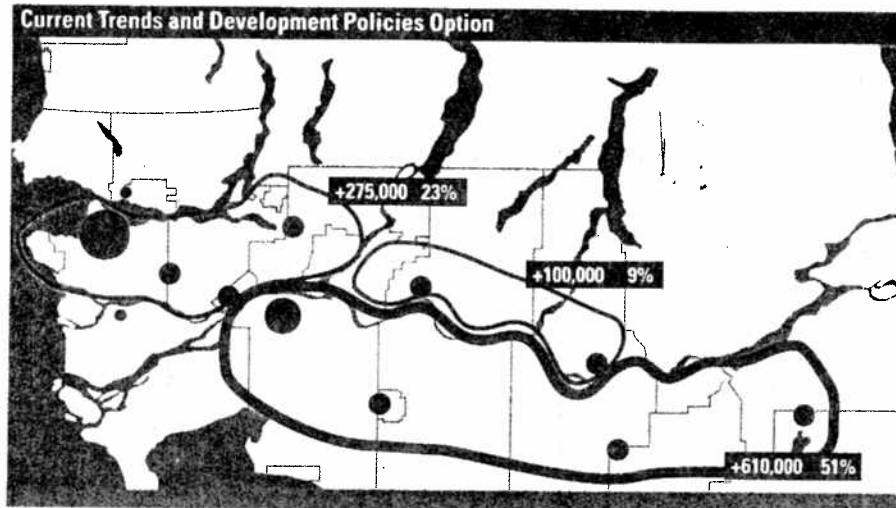 Current Trends and Development Policies Option
+275,000 23%
+100,000 9%
+610,000 51%